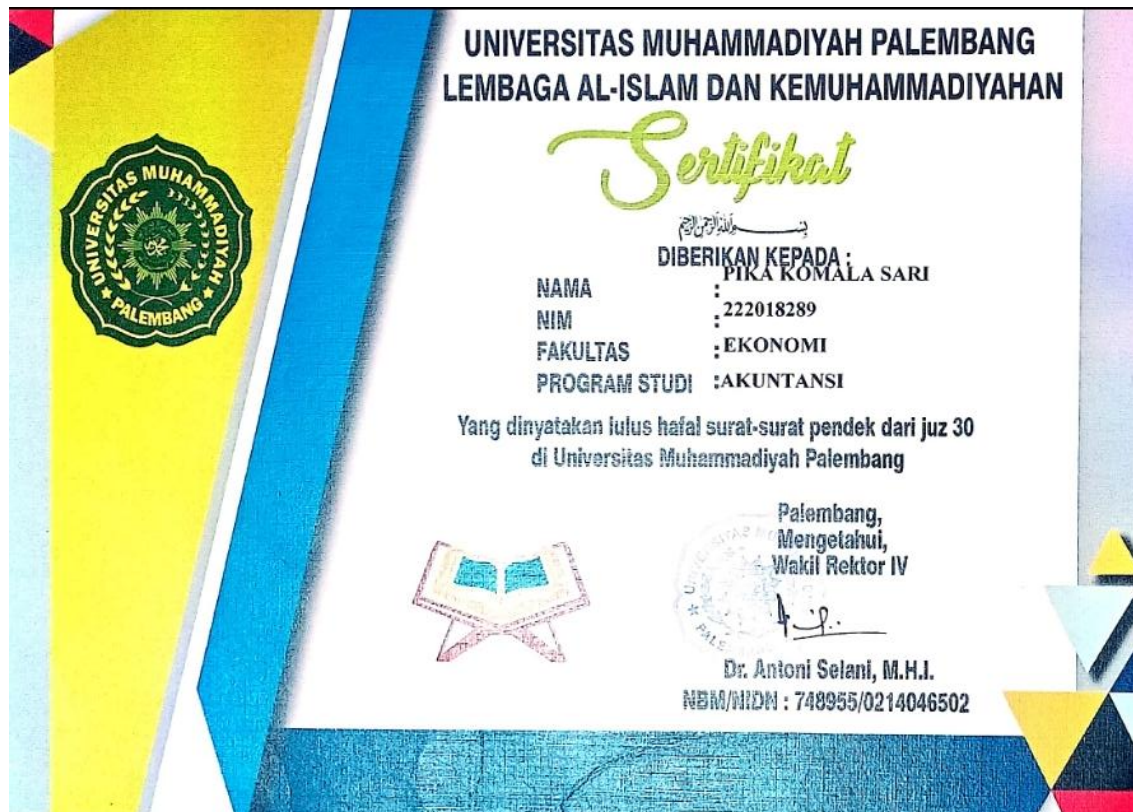 UNIVERSITAS MUHAMMADIYAH PALEMBANG
LEMBAGA AL-ISLAM DAN KEMUHAMMADIYAHAN
Sertifikat
بسم الله الرحمن الرحيم
DIBERIKAN KEPADA :
NAMA : PIKA KOMALA SARI
NIM : 222018289
FAKULTAS : EKONOMI
PROGRAM STUDI : AKUNTANSI
Yang dinyatakan lulus hafal surat-surat pendek dari juz 30
di Universitas Muhammadiyah Palembang
Palembang,
Mengetahui,
Wakil Rektor IV
Dr. Antoni Selani, M.H.I.
NBM/NIDN : 748955/0214046502
UNIVERSITAS MUHAMMADIYAH
PALEMBANG